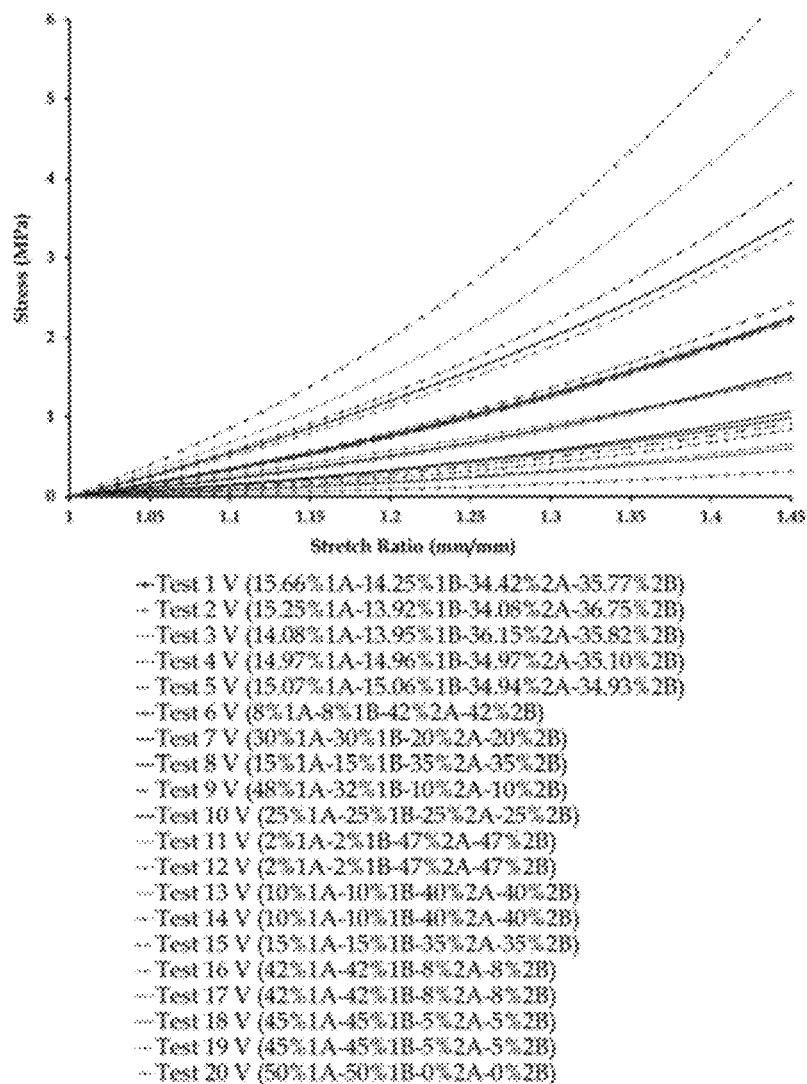 6
5
4
3
2
1
0
Stress (MPa)
1 1.05 1.1 1.15 1.2 1.25 1.3 1.35 1.4 1.45
Stretch Ratio (mm/mm)
Test 1 V (15.66%1A-14.25%1B-34.42%2A-35.77%2B)
Test 2 V (15.25%1A-13.92%1B-34.08%2A-36.75%2B)
Test 3 V (14.08%1A-13.95%1B-36.15%2A-35.82%2B)
Test 4 V (14.97%1A-14.96%1B-34.97%2A-35.10%2B)
Test 5 V (15.07%1A-15.06%1B-34.94%2A-34.93%2B)
Test 6 V (8%1A-8%1B-42%2A-42%2B)
Test 7 V (30%1A-30%1B-20%2A-20%2B)
Test 8 V (15%1A-15%1B-35%2A-35%2B)
Test 9 V (48%1A-32%1B-10%2A-10%2B)
Test 10 V (25%1A-25%1B-25%2A-25%2B)
Test 11 V (2%1A-2%1B-47%2A-47%2B)
Test 12 V (2%1A-2%1B-47%2A-47%2B)
Test 13 V (10%1A-10%1B-40%2A-40%2B)
Test 14 V (10%1A-10%1B-40%2A-40%2B)
Test 15 V (15%1A-15%1B-35%2A-35%2B)
Test 16 V (42%1A-42%1B-8%2A-8%2B)
Test 17 V (42%1A-42%1B-8%2A-8%2B)
Test 18 V (45%1A-45%1B-5%2A-5%2B)
Test 19 V (45%1A-45%1B-5%2A-5%2B)
Test 20 V (50%1A-50%1B-0%2A-0%2B)